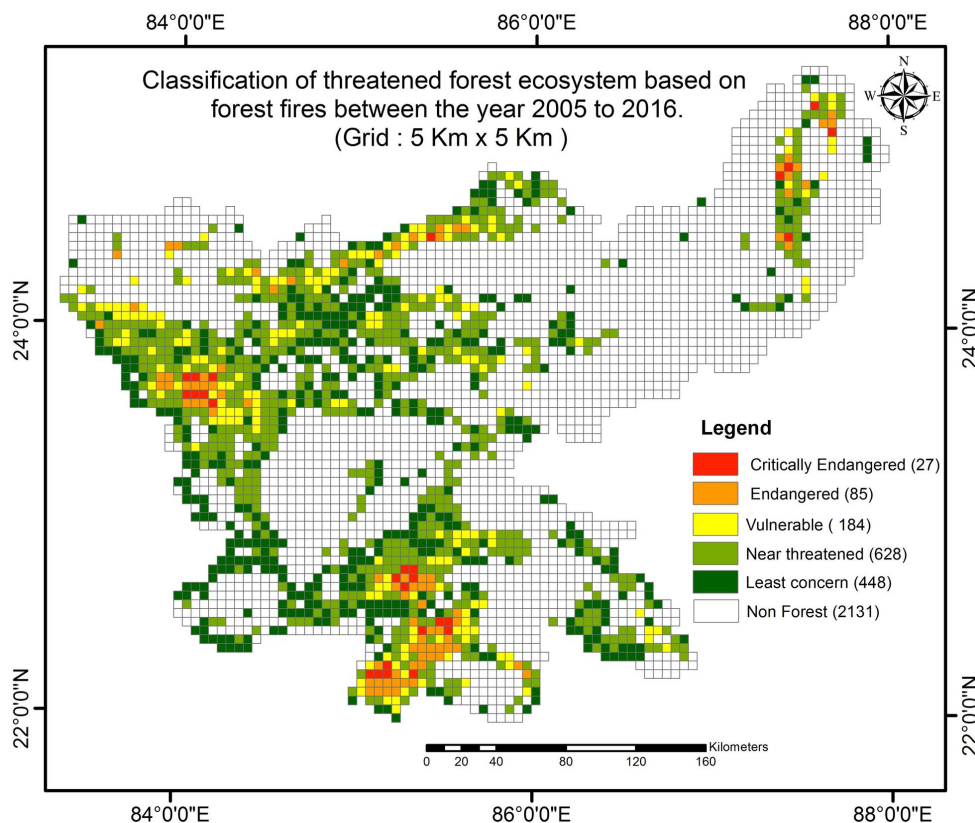 84°0'0"E 86°0'0"E 88°0'0"E
Classification of threatened forest ecosystem based on
forest fires between the year 2005 to 2016.
(Grid : 5 Km x 5 Km )
N
W E
S
24°0'0"N 24°0'0"N
Legend
Critically Endangered (27)
Endangered (85)
Vulnerable ( 184)
Near threatened (628)
Least concern (448)
Non Forest (2131)
22°0'0"N 22°0'0"N
Kilometers
0 20 40 80 120 160
84°0'0"E 86°0'0"E 88°0'0"E